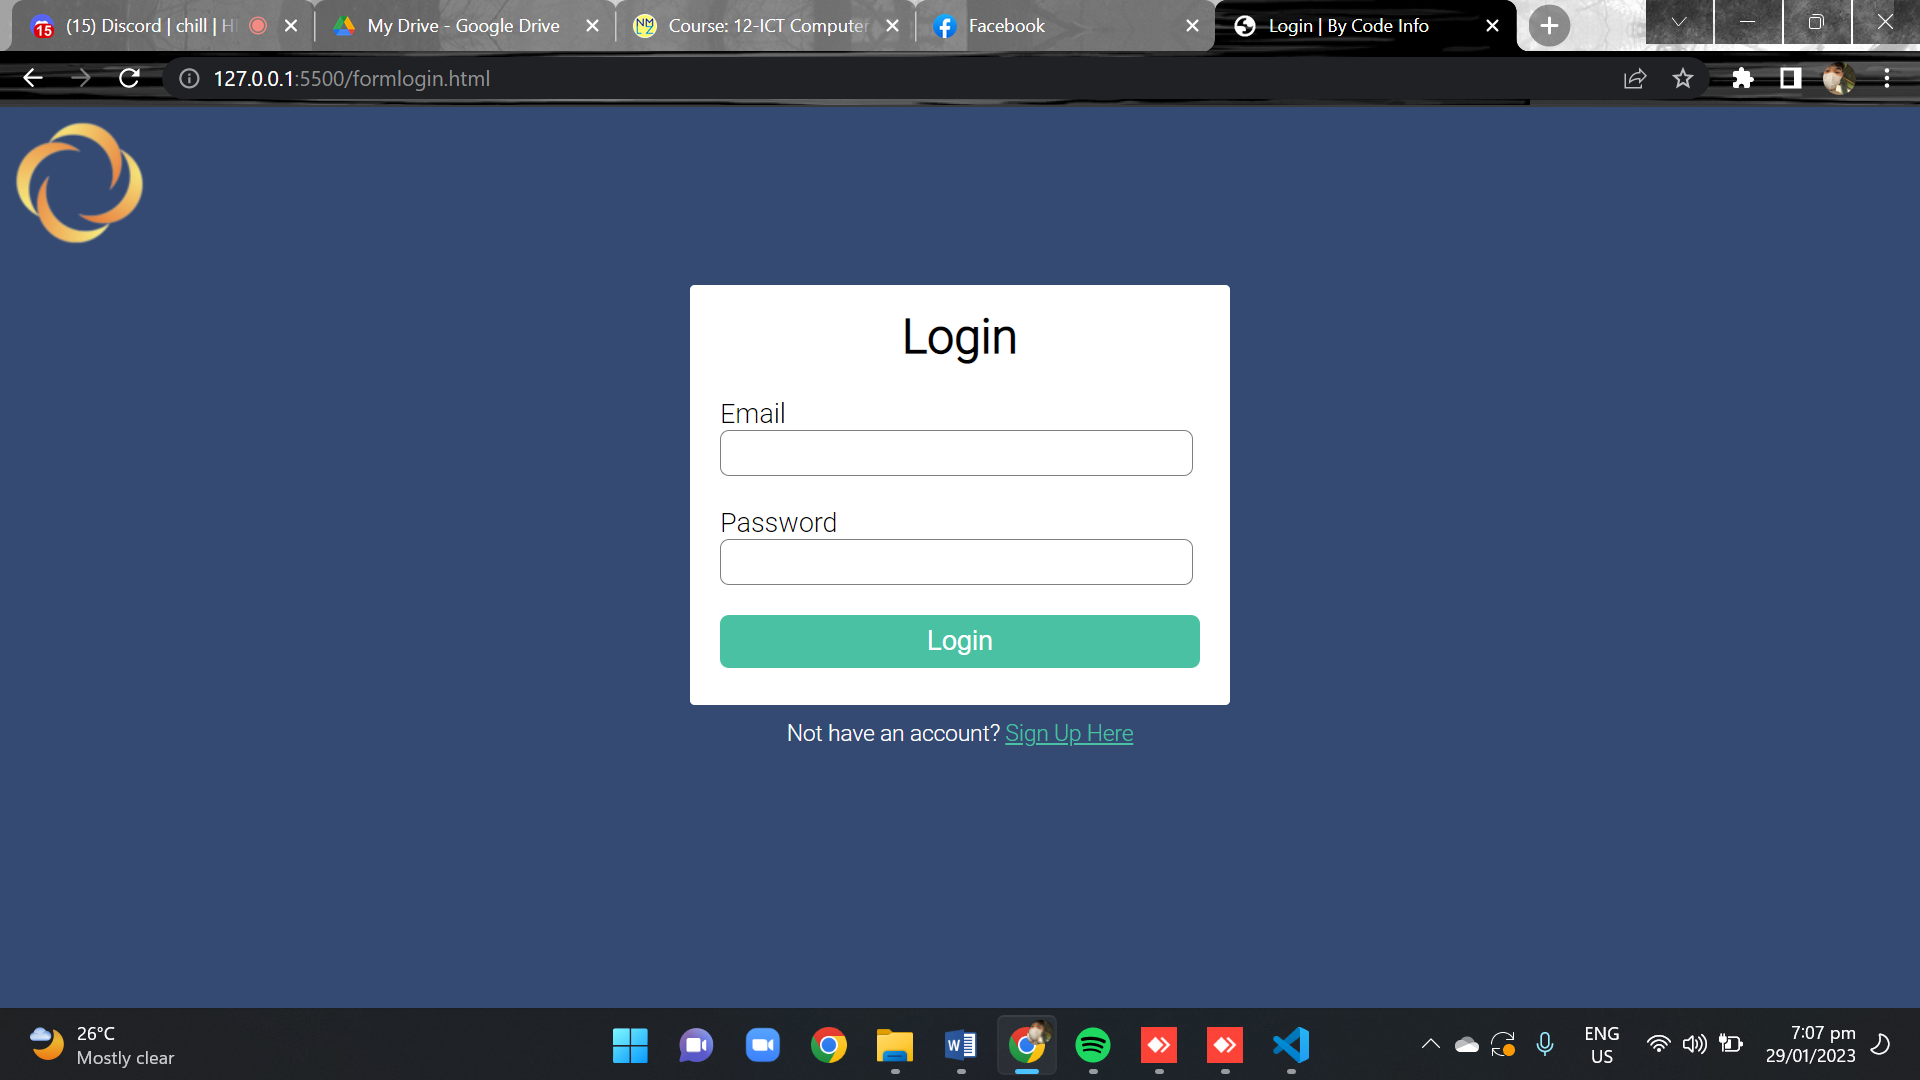 (15) Discord | chill | H
My Drive - Google Drive
Course: 12-ICT Computer
Facebook
Login | By Code Info
127.0.0.1:5500/formlogin.html
Login
Email
Password
Login
Not have an account? Sign Up Here
26°C
Mostly clear
ENG
US
7:07 pm
29/01/2023